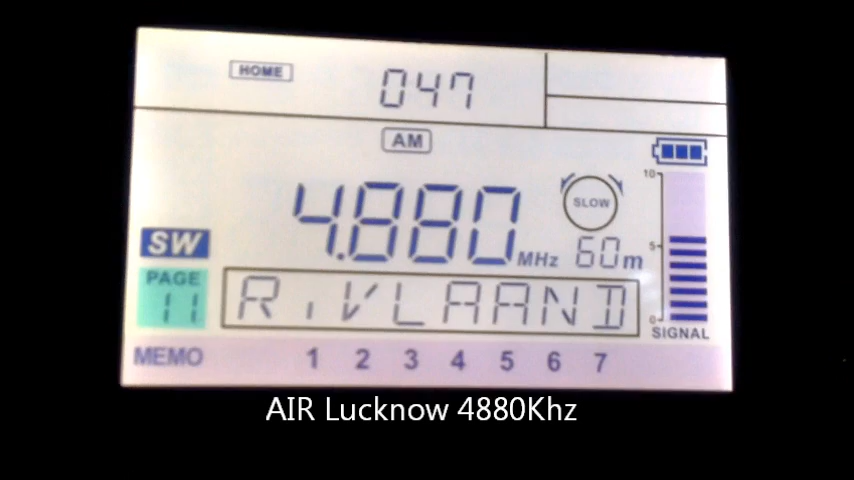 HOME 047
AM
10
4.880 MHz SLOW
SW 60m 5
PAGE
11 RiVLAAND 0
SIGNAL
MEMO 1 2 3 4 5 6 7
AIR Lucknow 4880Khz